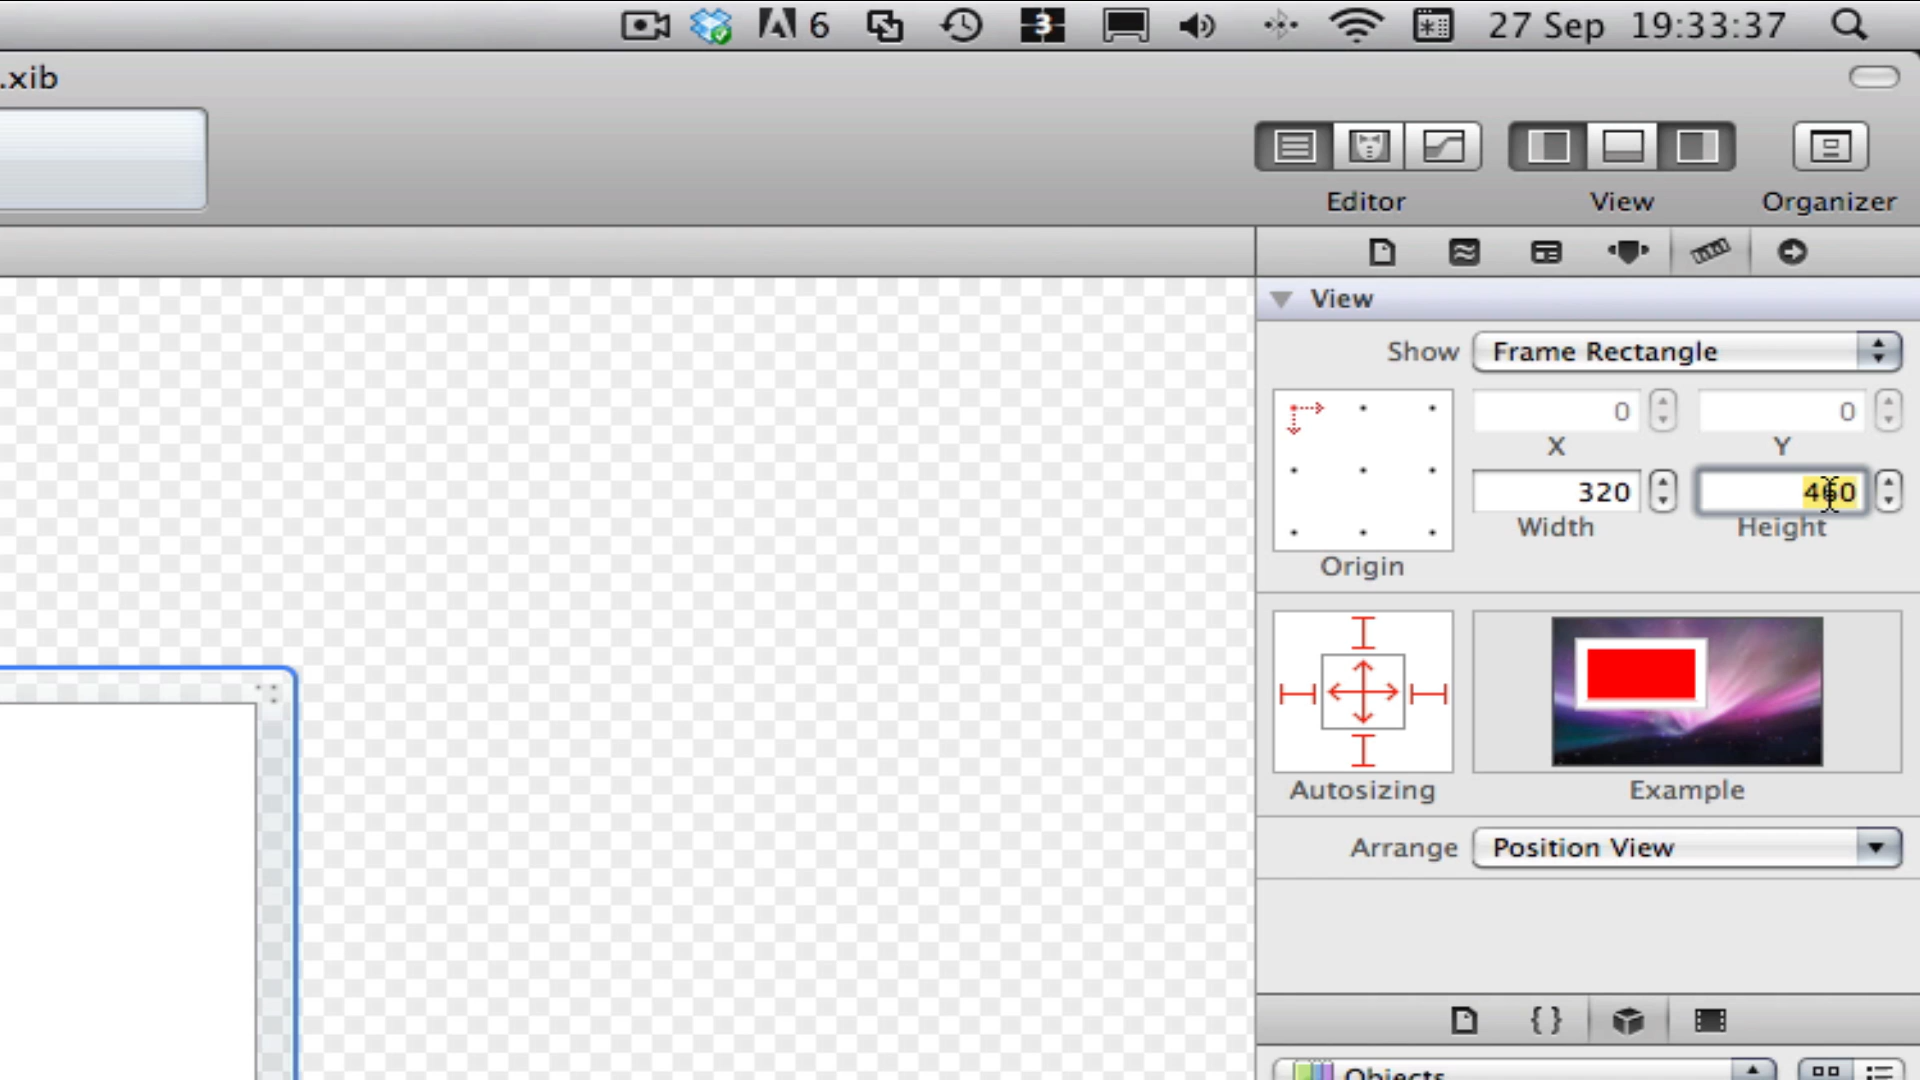 6 3 27 Sep 19:33:37
.xib
Editor View Organizer
View
Show Frame Rectangle
0 0
X Y
320 460
Width Height
Origin
Autosizing Example
Arrange Position View
{ }
Objects